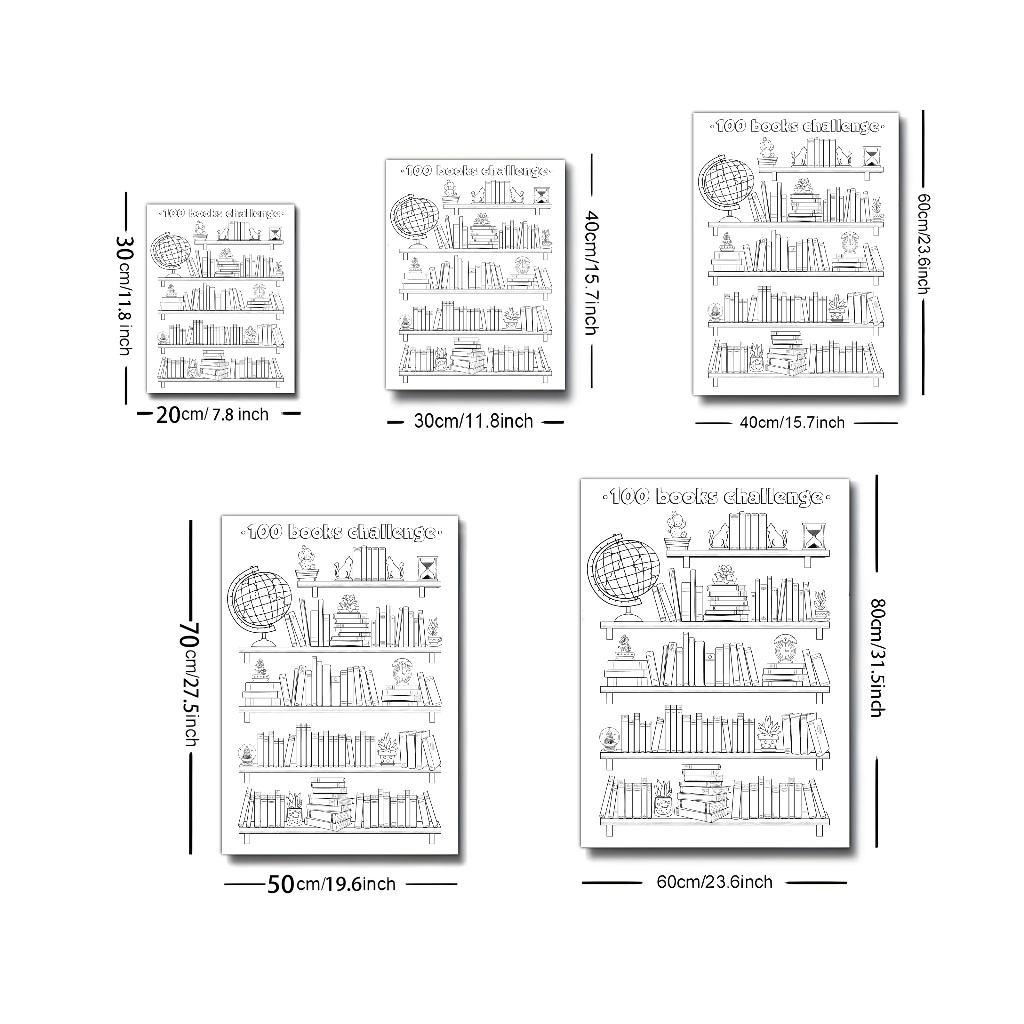 ·100 books challenge·
30cm/11.8 inch
20cm/ 7.8 inch
·100 books challenge·
40cm/15.7inch
30cm/11.8inch
·100 books challenge·
60cm/23.6inch
40cm/15.7inch
·100 books challenge·
70cm/27.5inch
50cm/19.6inch
·100 books challenge·
80cm/31.5inch
60cm/23.6inch